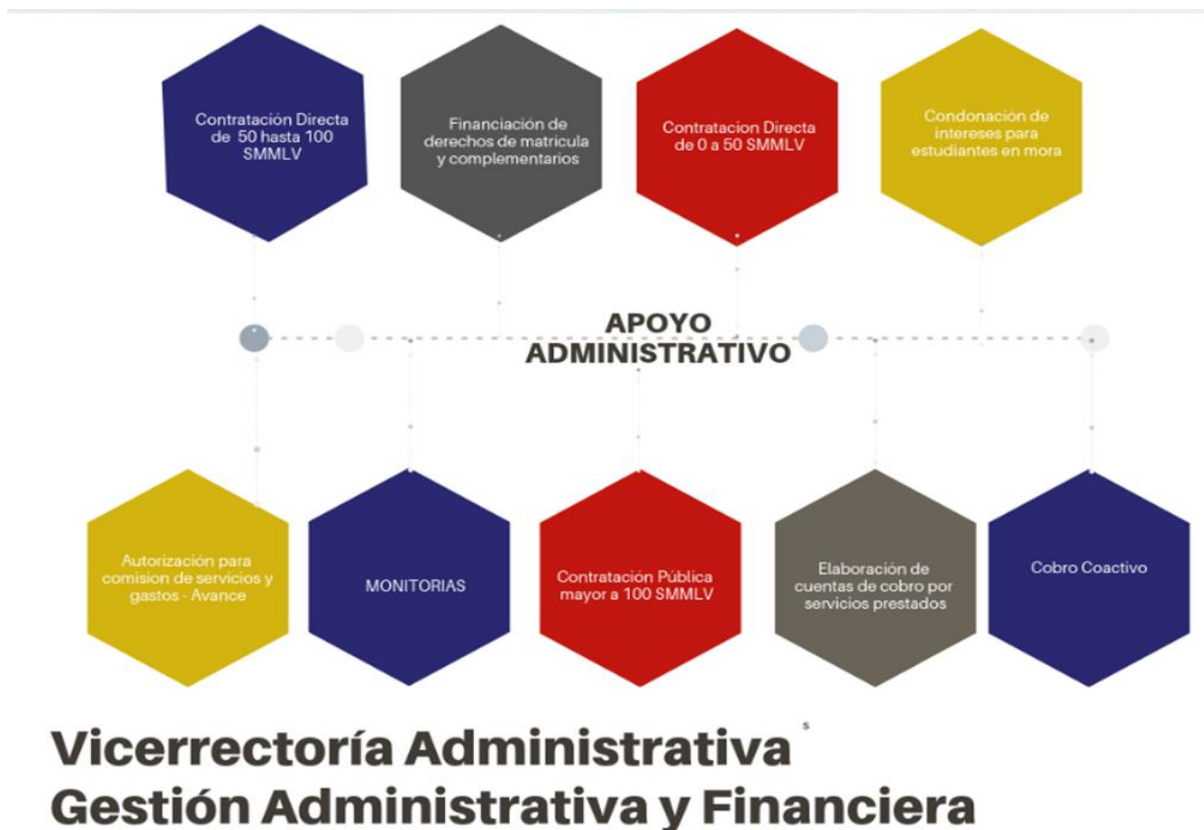 Contratación Directa
de 50 hasta 100
SMMLV
Financiación de
derechos de matricula
y complementarios
Contratacion Directa
de 0 a 50 SMMLV
Condonación de
intereses para
estudiantes en mora
APOYO
ADMINISTRATIVO
Autorización para
comision de servicios y
gastos - Avance
MONITORIAS
Contratación Pública
mayor a 100 SMMLV
Elaboración de
cuentas de cobro por
servicios prestados
Cobro Coactivo
s
Vicerrectoría Administrativa
Gestión Administrativa y Financiera